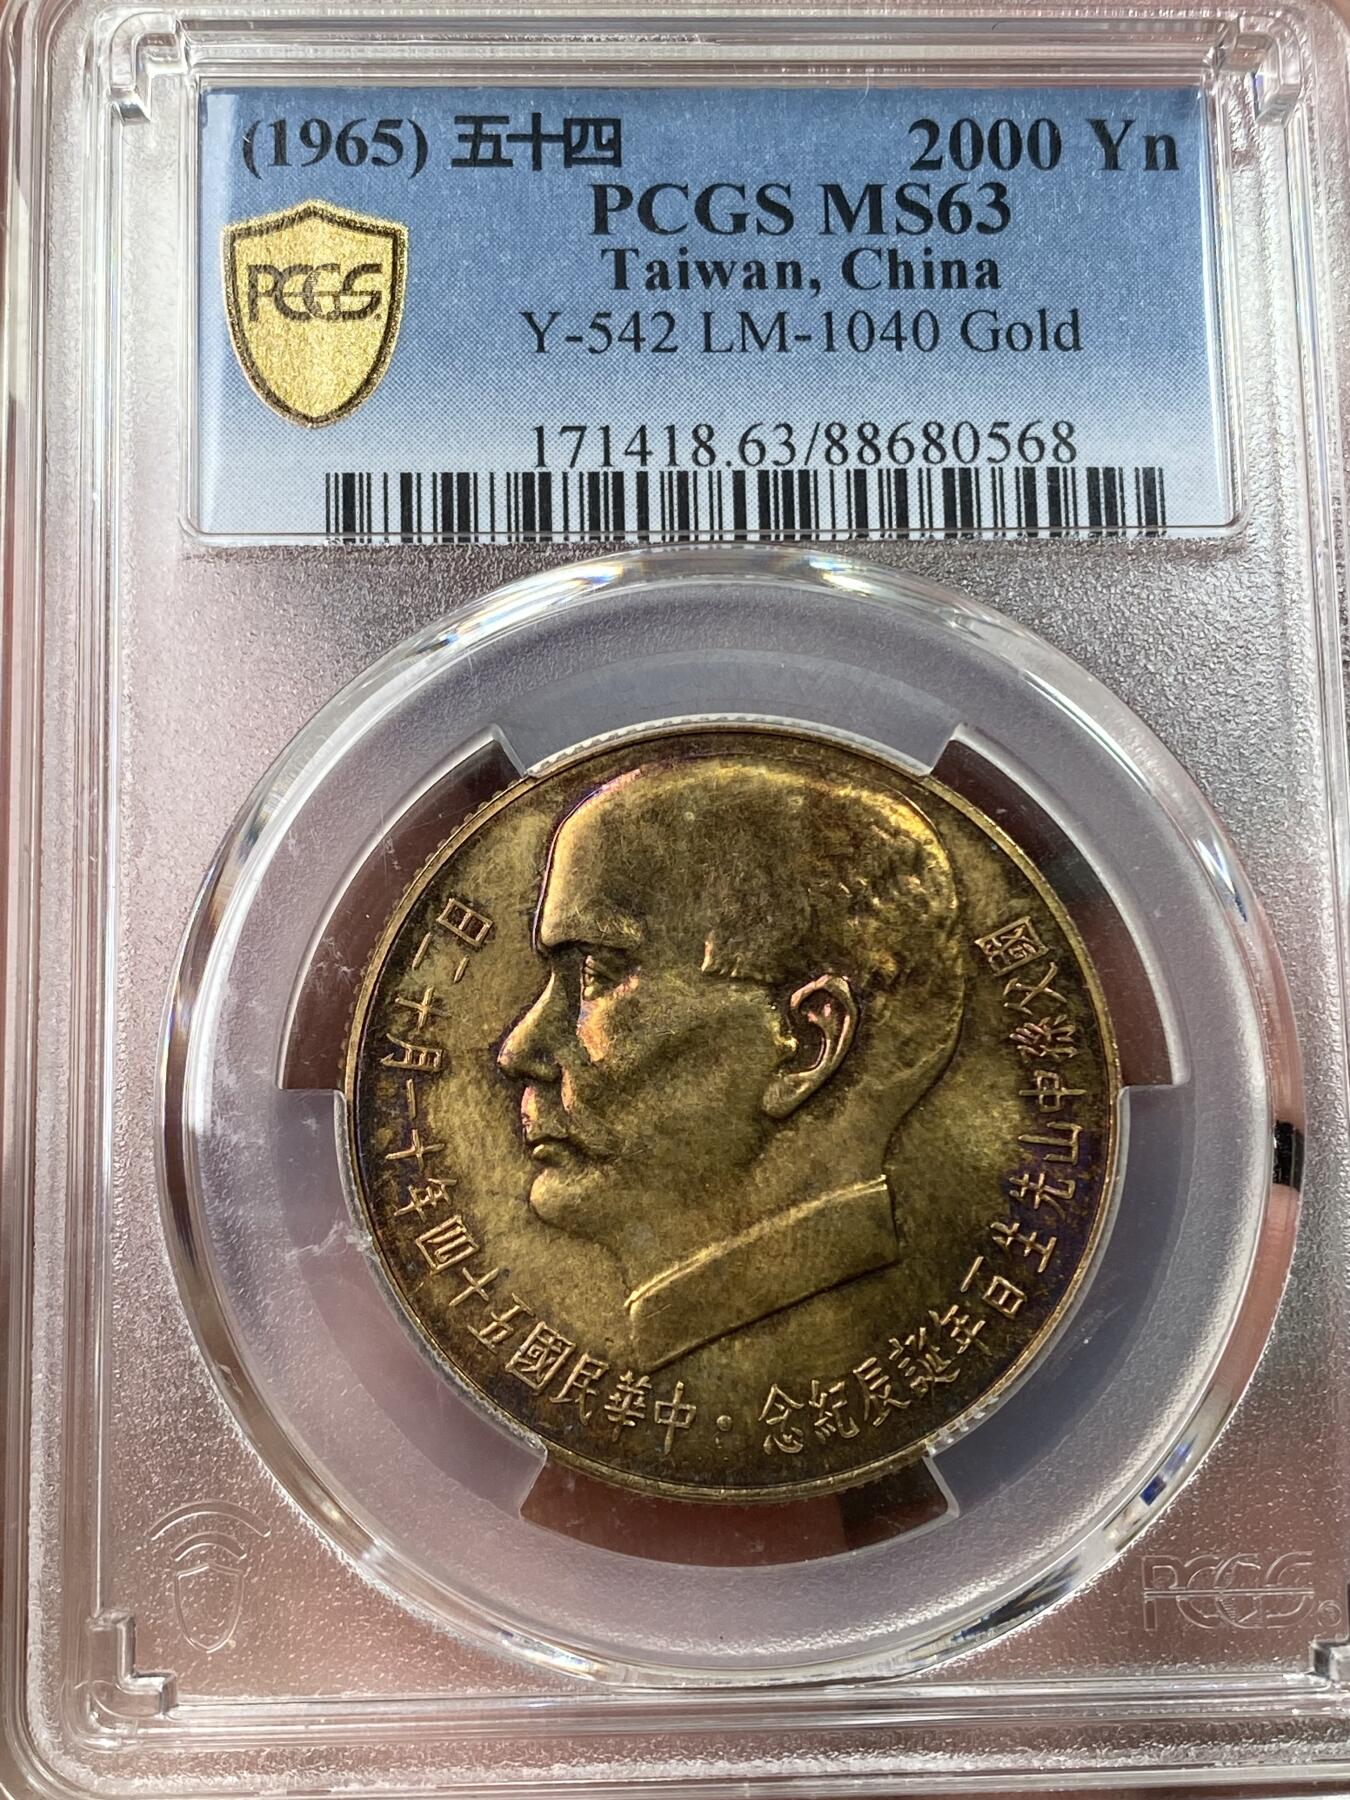 (1965) 五十四 2000 Yn
PCGS MS63
Taiwan, China
Y-542 LM-1040 Gold
171418.63/88680568
PCGS
國父孫中山先生百年誕辰紀念・中華民國五十四年十一月十二日
PCGS